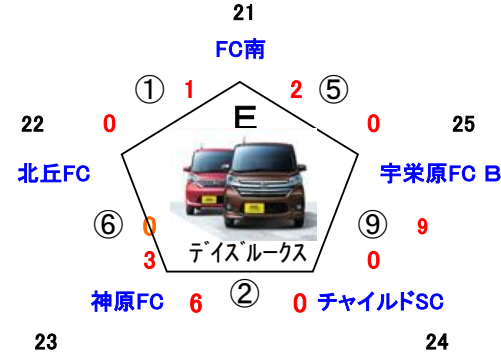 21
FC南
① 1 2 ⑤
E
22 0 0 25
北丘FC 宇栄原FC B
⑥ 0 ⑨ 9
デイズルークス
3 0
神原FC 6 ② 0 チャイルドSC
23 24